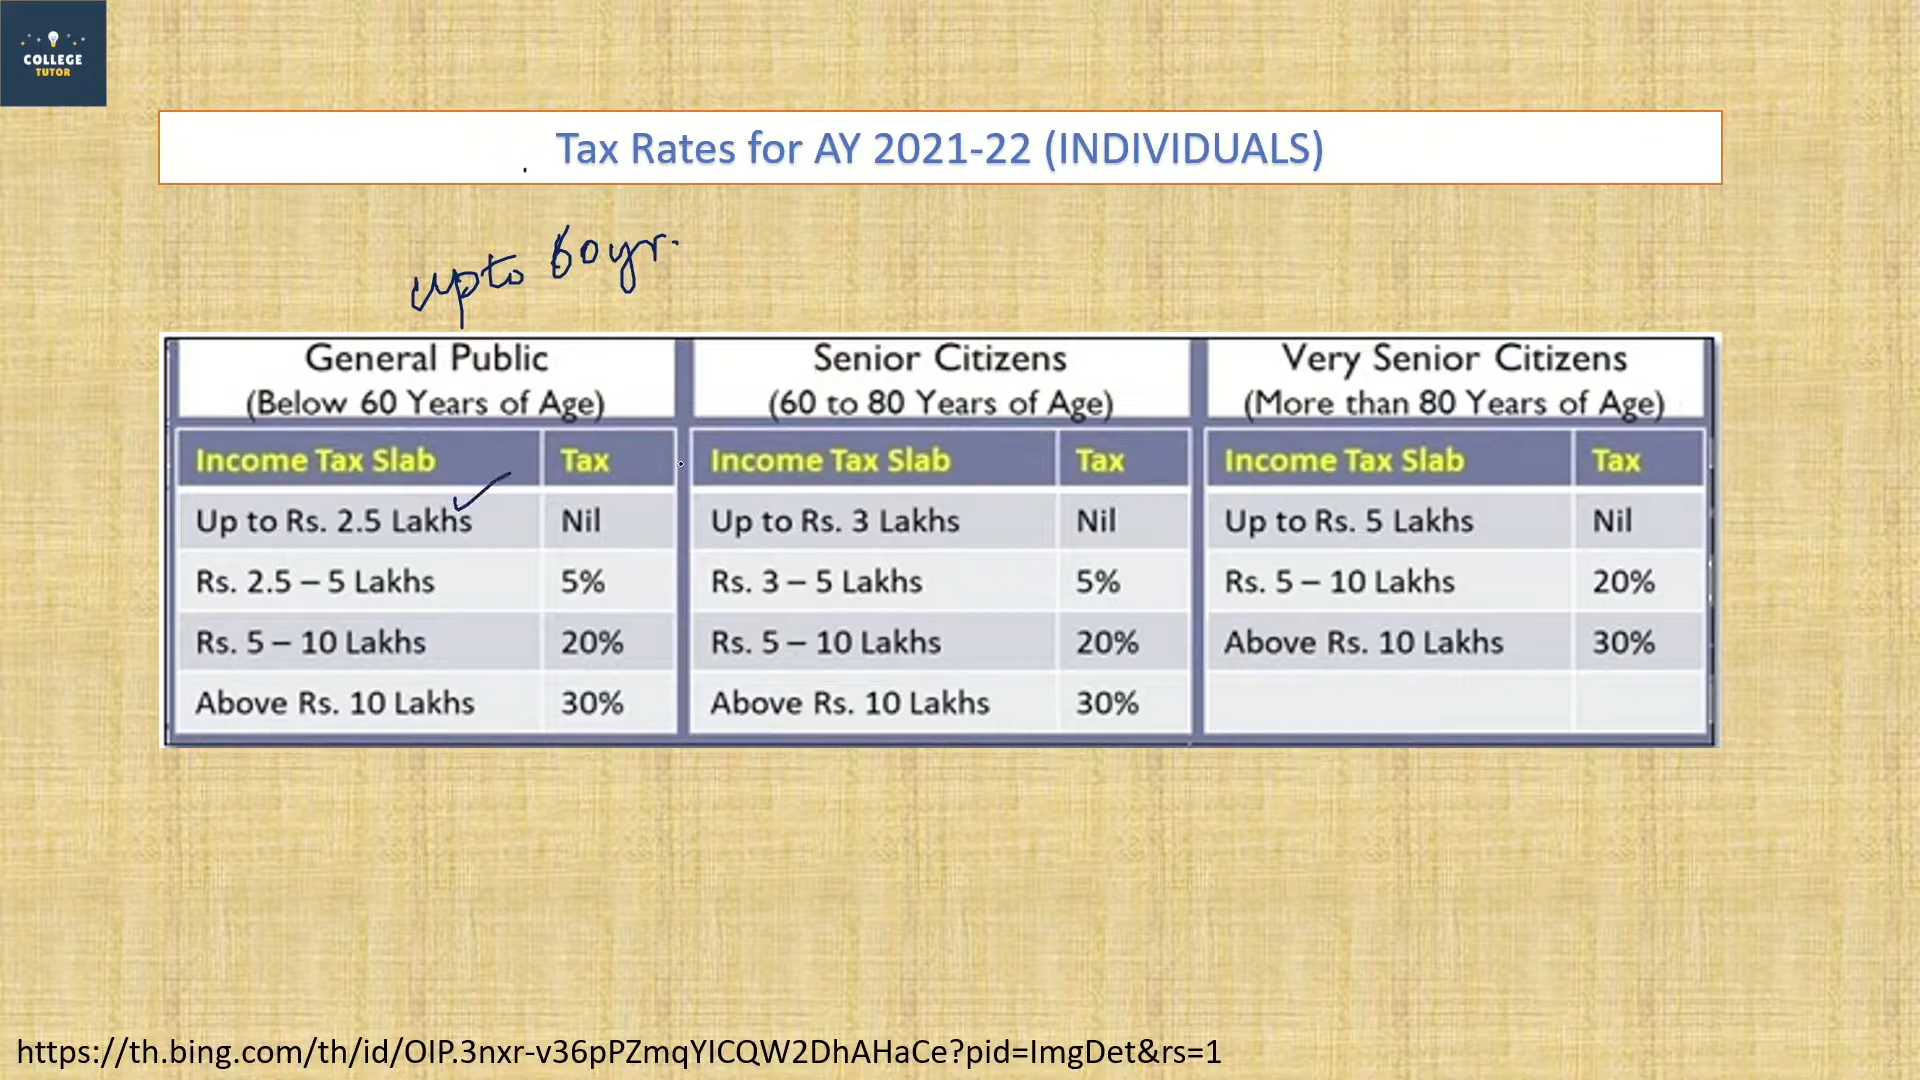 COLLEGE
TUTOR
Tax Rates for AY 2021-22 (INDIVIDUALS)
upto 60yr.
General Public
(Below 60 Years of Age)
Income Tax Slab Tax
Up to Rs. 2.5 Lakhs Nil
Rs. 2.5 – 5 Lakhs 5%
Rs. 5 – 10 Lakhs 20%
Above Rs. 10 Lakhs 30%
Senior Citizens
(60 to 80 Years of Age)
Income Tax Slab Tax
Up to Rs. 3 Lakhs Nil
Rs. 3 – 5 Lakhs 5%
Rs. 5 – 10 Lakhs 20%
Above Rs. 10 Lakhs 30%
Very Senior Citizens
(More than 80 Years of Age)
Income Tax Slab Tax
Up to Rs. 5 Lakhs Nil
Rs. 5 – 10 Lakhs 20%
Above Rs. 10 Lakhs 30%
https://th.bing.com/th/id/OIP.3nxr-v36pPZmqYICQW2DhAHaCe?pid=ImgDet&rs=1